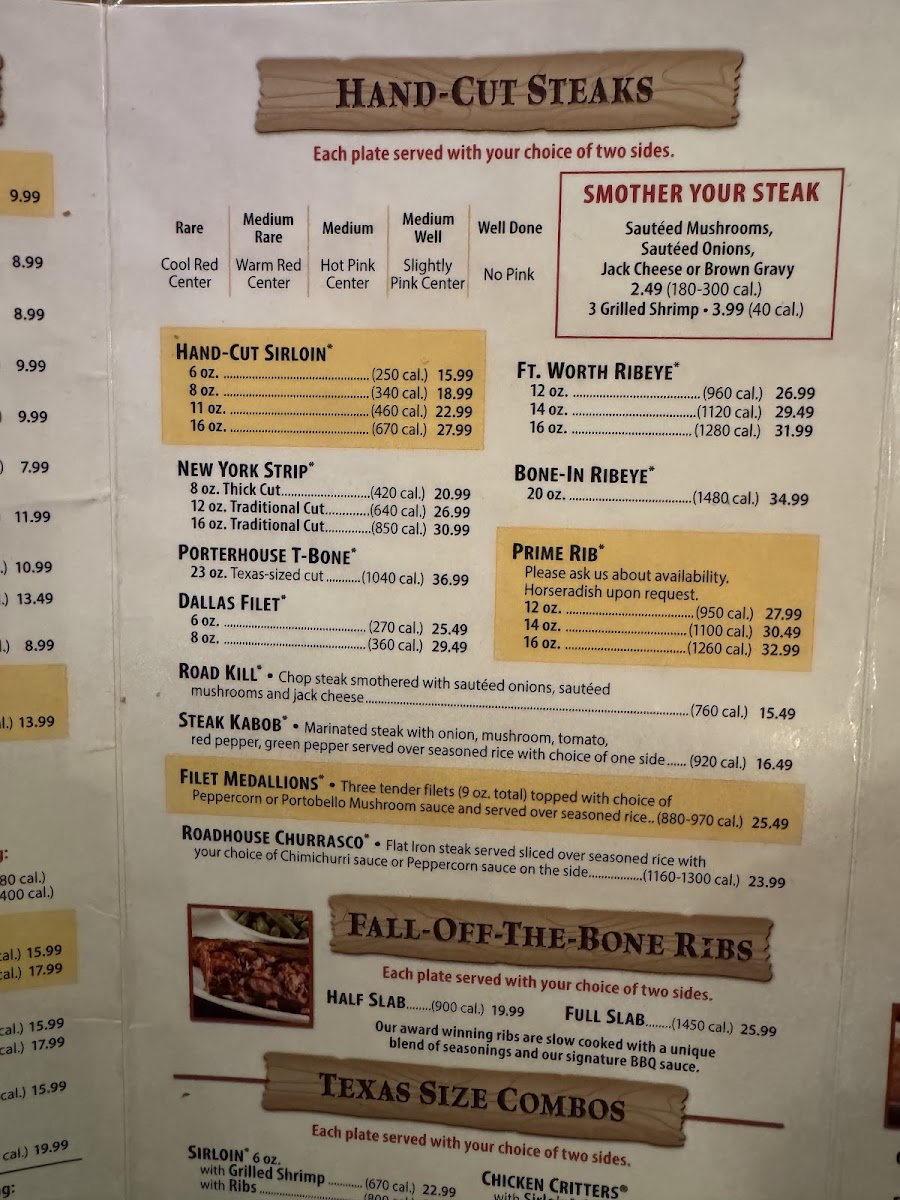 9.99
8.99
8.99
9.99
9.99
) 7.99
11.99
.) 10.99
.) 13.49
l.) 8.99
al.) 13.99
g:
80 cal.)
400 cal.)
cal.) 15.99
cal.) 17.99
cal.) 15.99
cal.) 17.99
cal.) 15.99
cal.) 19.99
ng:
HAND-CUT STEAKS
Each plate served with your choice of two sides.
Rare
Cool Red
Center
Medium
Rare
Warm Red
Center
Medium
Hot Pink
Center
Medium
Well
Slightly
Pink Center
Well Done
No Pink
SMOTHER YOUR STEAK
Sautéed Mushrooms,
Sautéed Onions,
Jack Cheese or Brown Gravy
2.49 (180-300 cal.)
3 Grilled Shrimp • 3.99 (40 cal.)
HAND-CUT SIRLOIN*
6 oz. ..................................(250 cal.) 15.99
8 oz. ..................................(340 cal.) 18.99
11 oz. .................................(460 cal.) 22.99
16 oz. .................................(670 cal.) 27.99
NEW YORK STRIP*
8 oz. Thick Cut.....................(420 cal.) 20.99
12 oz. Traditional Cut...........(640 cal.) 26.99
16 oz. Traditional Cut...........(850 cal.) 30.99
PORTERHOUSE T-BONE*
23 oz. Texas-sized cut ..........(1040 cal.) 36.99
DALLAS FILET*
6 oz. ..................................(270 cal.) 25.49
8 oz. ..................................(360 cal.) 29.49
FT. WORTH RIBEYE*
12 oz. ..............................(960 cal.) 26.99
14 oz. .............................(1120 cal.) 29.49
16 oz. .............................(1280 cal.) 31.99
BONE-IN RIBEYE*
20 oz. .............................(1480 cal.) 34.99
PRIME RIB*
Please ask us about availability.
Horseradish upon request.
12 oz. ..............................(950 cal.) 27.99
14 oz. .............................(1100 cal.) 30.49
16 oz. .............................(1260 cal.) 32.99
ROAD KILL* • Chop steak smothered with sautéed onions, sautéed
mushrooms and jack cheese............................................................(760 cal.) 15.49
STEAK KABOB* • Marinated steak with onion, mushroom, tomato,
red pepper, green pepper served over seasoned rice with choice of one side...... (920 cal.) 16.49
FILET MEDALLIONS* • Three tender filets (9 oz. total) topped with choice of
Peppercorn or Portobello Mushroom sauce and served over seasoned rice.. (880-970 cal.) 25.49
ROADHOUSE CHURRASCO* • Flat Iron steak served sliced over seasoned rice with
your choice of Chimichurri sauce or Peppercorn sauce on the side...............(1160-1300 cal.) 23.99
FALL-OFF-THE-BONE RIBS
Each plate served with your choice of two sides.
HALF SLAB......(900 cal.) 19.99 FULL SLAB.......(1450 cal.) 25.99
Our award winning ribs are slow cooked with a unique
blend of seasonings and our signature BBQ sauce.
TEXAS SIZE COMBOS
Each plate served with your choice of two sides.
SIRLOIN* 6 oz.
with Grilled Shrimp ..........(670 cal.) 22.99
with Ribs
CHICKEN CRITTERS®
with